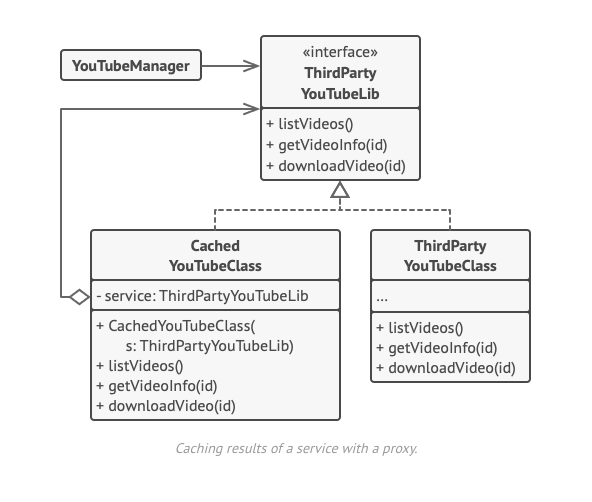 YouTubeManager
«interface»
ThirdParty
YouTubeLib
+ listVideos()
+ getVideoInfo(id)
+ downloadVideo(id)
Cached
YouTubeClass
- service: ThirdPartyYouTubeLib
+ CachedYouTubeClass(
s: ThirdPartyYouTubeLib)
+ listVideos()
+ getVideoInfo(id)
+ downloadVideo(id)
ThirdParty
YouTubeClass
...
+ listVideos()
+ getVideoInfo(id)
+ downloadVideo(id)
Caching results of a service with a proxy.